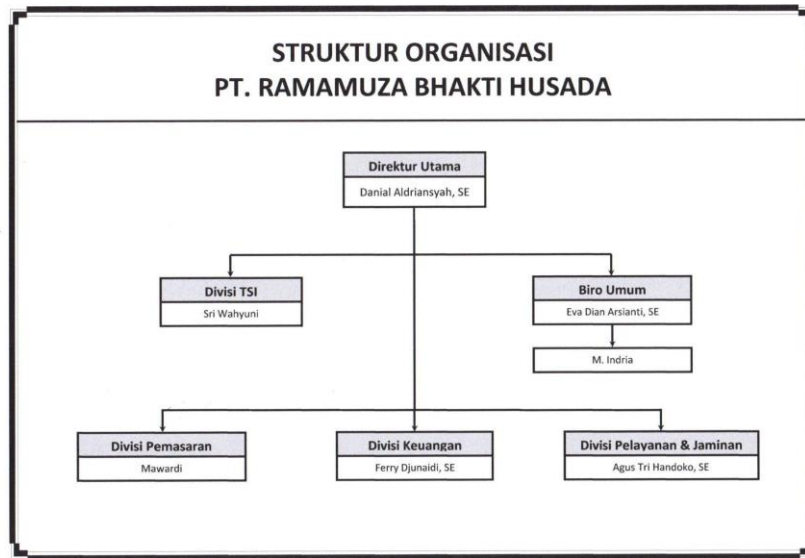 STRUKTUR ORGANISASI
PT. RAMAMUZA BHAKTI HUSADA
Direktur Utama
Danial Aldriansyah, SE
Divisi TSI
Sri Wahyuni
Biro Umum
Eva Dian Arsianti, SE
M. Indria
Divisi Pemasaran
Mawardi
Divisi Keuangan
Ferry Djunaidi, SE
Divisi Pelayanan & Jaminan
Agus Tri Handoko, SE